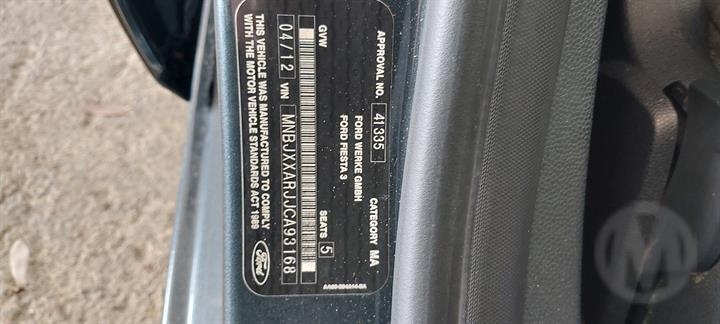 APPROVAL NO. 41335 CATEGORY MA
FORD WERKE GMBH
FORD FIESTA 3
GVW SEATS 5
04/12 VIN MNBJXXARJJCA93168
THIS VEHICLE WAS MANUFACTURED TO COMPLY
WITH THE MOTOR VEHICLE STANDARDS ACT 1989
Ford
M